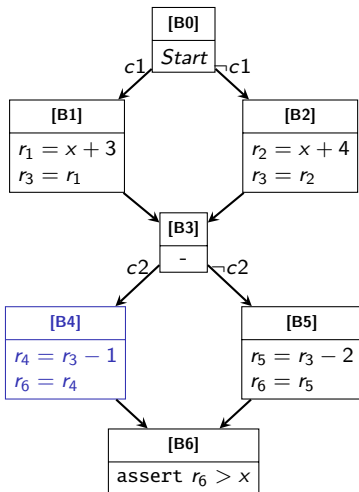 [B0]
Start
c1
¬c1
[B1]
r₁ = x + 3
r₃ = r₁
[B2]
r₂ = x + 4
r₃ = r₂
[B3]
-
c2
¬c2
[B4]
r₄ = r₃ − 1
r₆ = r₄
[B5]
r₅ = r₃ − 2
r₆ = r₅
[B6]
assert r₆ > x